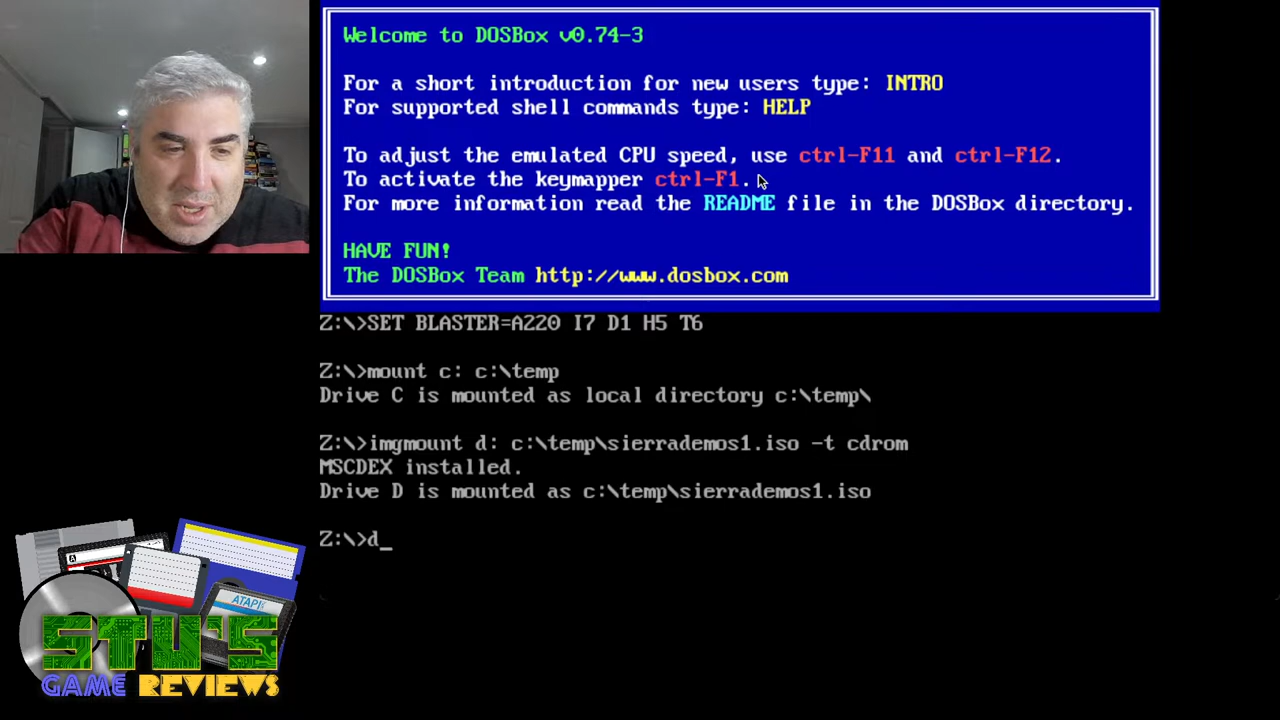 Welcome to DOSBox v0.74-3
For a short introduction for new users type: INTRO
For supported shell commands type: HELP
To adjust the emulated CPU speed, use ctrl-F11 and ctrl-F12.
To activate the keymapper ctrl-F1.
For more information read the README file in the DOSBox directory.
HAVE FUN!
The DOSBox Team http://www.dosbox.com
Z:\>SET BLASTER=A220 I7 D1 H5 T6
Z:\>mount c: c:\temp
Drive C is mounted as local directory c:\temp\
Z:\>imgmount d: c:\temp\sierrademos1.iso -t cdrom
MSCDEX installed.
Drive D is mounted as c:\temp\sierrademos1.iso
Z:\>d_
A
ATARI
STU'S
GAME REVIEWS